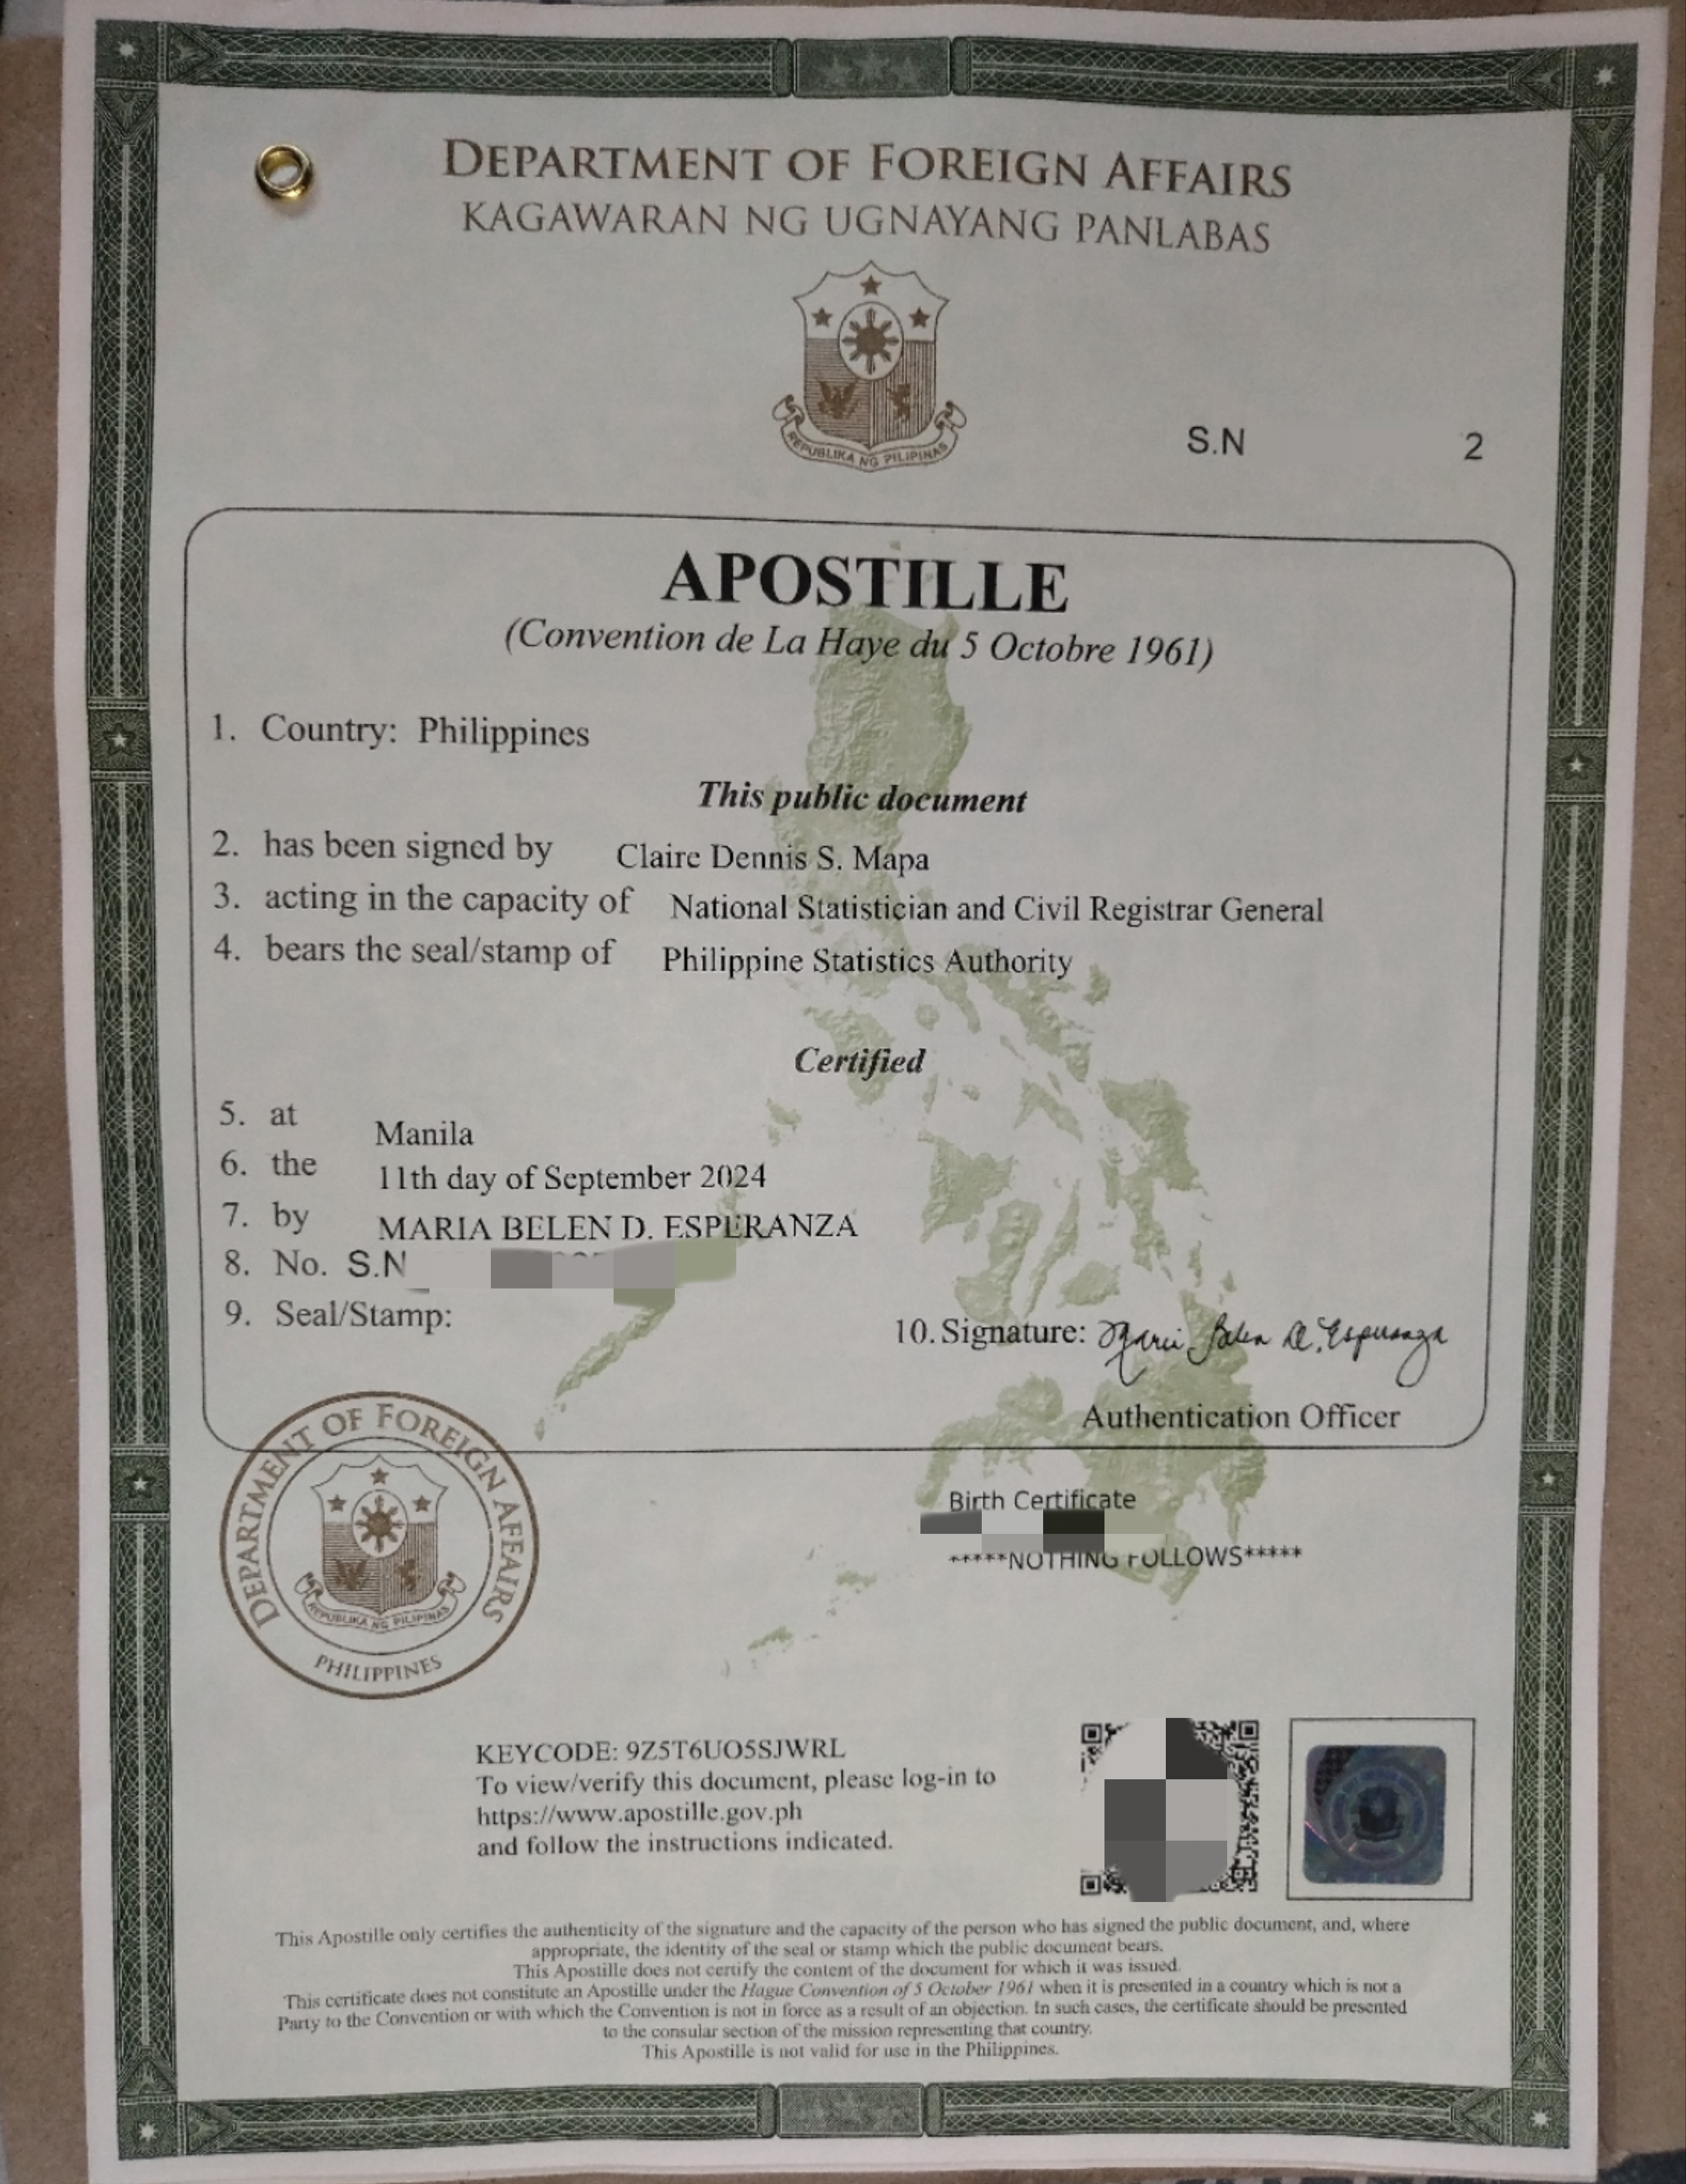 DEPARTMENT OF FOREIGN AFFAIRS
KAGAWARAN NG UGNAYANG PANLABAS
REPUBLIKA NG PILIPINAS
S.N 2
APOSTILLE
(Convention de La Haye du 5 Octobre 1961)
1. Country: Philippines
This public document
2. has been signed by Claire Dennis S. Mapa
3. acting in the capacity of National Statistician and Civil Registrar General
4. bears the seal/stamp of Philippine Statistics Authority
Certified
5. at Manila
6. the 11th day of September 2024
7. by MARIA BELEN D. ESPERANZA
8. No. S.N
9. Seal/Stamp:
10. Signature: Maria Belen D. Esperanza
Authentication Officer
DEPARTMENT OF FOREIGN AFFAIRS
REPUBLIKA NG PILIPINAS
PHILIPPINES
Birth Certificate
*****NOTHING FOLLOWS*****
KEYCODE: 9Z5T6UO5SJWRL
To view/verify this document, please log-in to
https://www.apostille.gov.ph
and follow the instructions indicated.
This Apostille only certifies the authenticity of the signature and the capacity of the person who has signed the public document, and, where
appropriate, the identity of the seal or stamp which the public document bears.
This Apostille does not certify the content of the document for which it was issued.
This certificate does not constitute an Apostille under the Hague Convention of 5 October 1961 when it is presented in a country which is not a
Party to the Convention or with which the Convention is not in force as a result of an objection. In such cases, the certificate should be presented
to the consular section of the mission representing that country.
This Apostille is not valid for use in the Philippines.